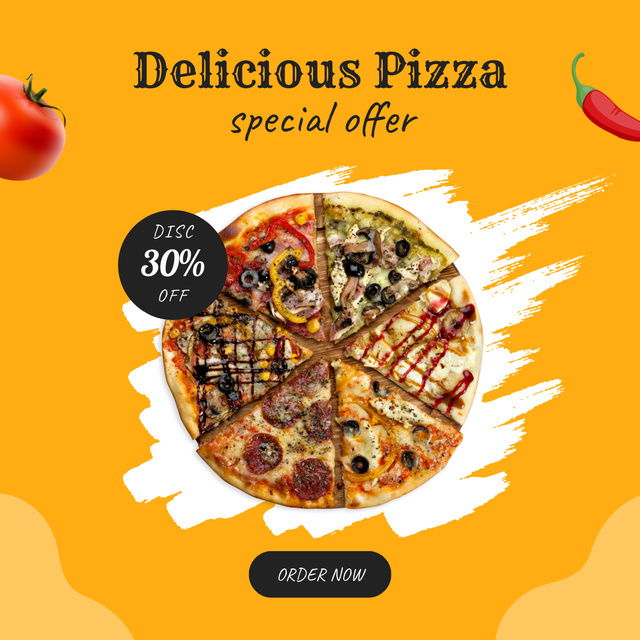 Delicious Pizza
special offer
DISC
30%
OFF
ORDER NOW